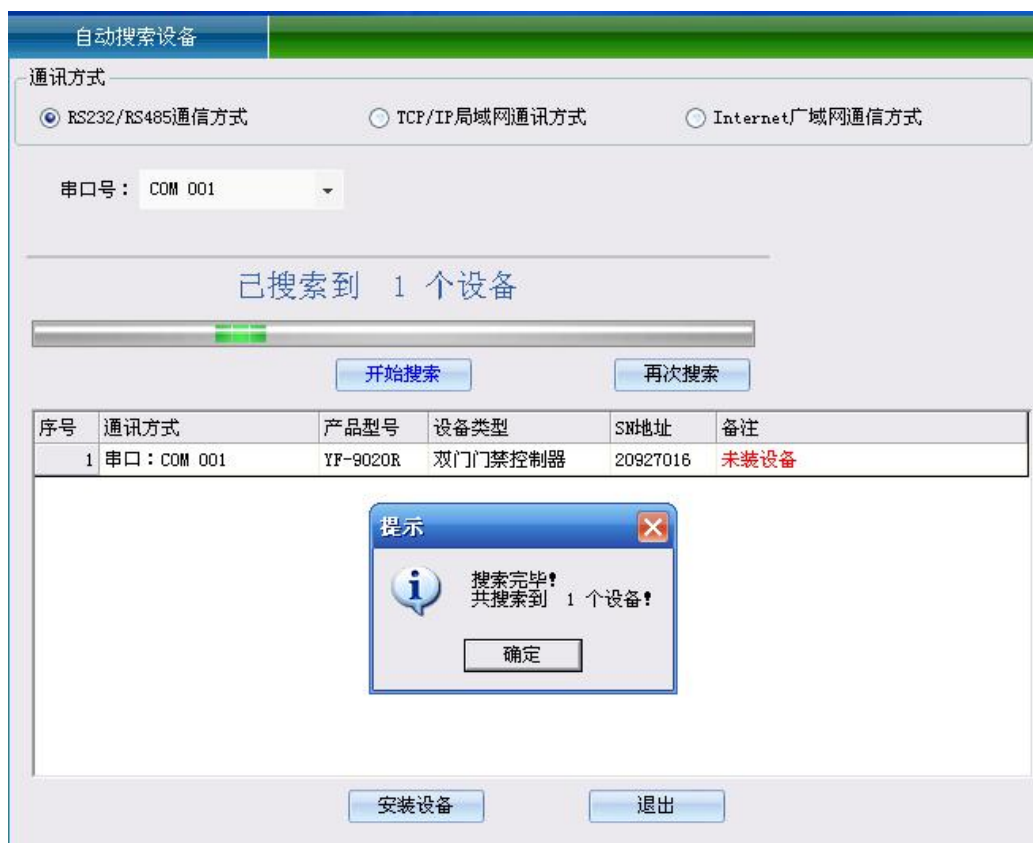 自动搜索设备
通讯方式
RS232/RS485通信方式 TCP/IP局域网通讯方式 Internet广域网通信方式
串口号： COM 001
已搜索到 1 个设备
开始搜索 再次搜索
序号 通讯方式 产品型号 设备类型 SN地址 备注
1 串口：COM 001 YF-9020R 双门门禁控制器 20927016 未装设备
提示
搜索完毕!
共搜索到 1 个设备!
确定
安装设备 退出